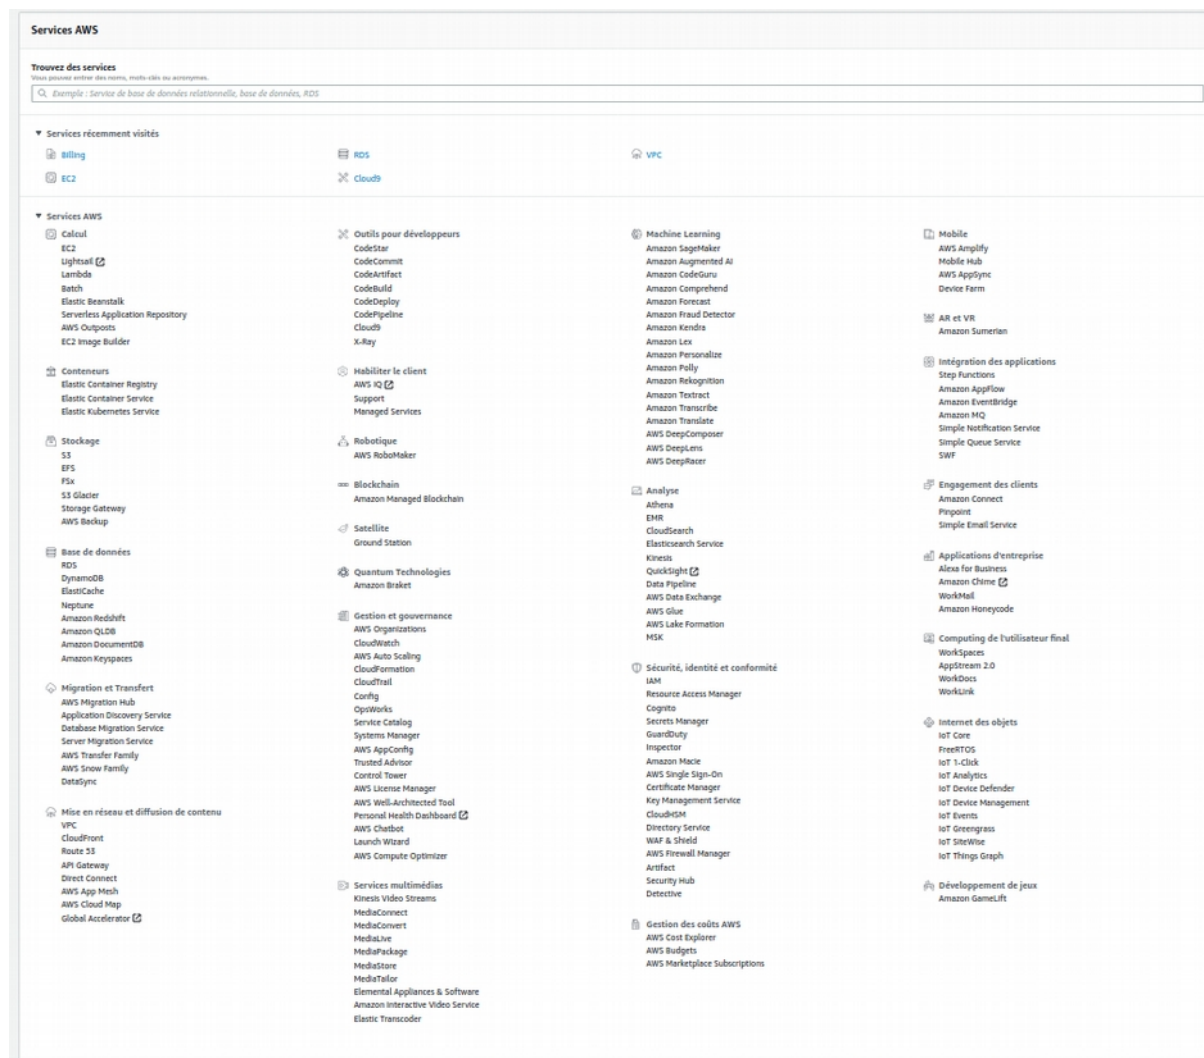 Services AWS
Trouvez des services
Vous pouvez entrer des noms, mots-clés ou acronymes.
Exemple : Service de base de données relationnelle, base de données, RDS
Services récemment visités
Billing
RDS
VPC
EC2
Cloud9
Services AWS
Calcul
EC2
Lightsail
Lambda
Batch
Elastic Beanstalk
Serverless Application Repository
AWS Outposts
EC2 Image Builder
Conteneurs
Elastic Container Registry
Elastic Container Service
Elastic Kubernetes Service
Stockage
S3
EFS
FSx
S3 Glacier
Storage Gateway
AWS Backup
Base de données
RDS
DynamoDB
ElastiCache
Neptune
Amazon Redshift
Amazon QLDB
Amazon DocumentDB
Amazon Keyspaces
Migration et Transfert
AWS Migration Hub
Application Discovery Service
Database Migration Service
Server Migration Service
AWS Transfer Family
AWS Snow Family
DataSync
Mise en réseau et diffusion de contenu
VPC
CloudFront
Route 53
API Gateway
Direct Connect
AWS App Mesh
AWS Cloud Map
Global Accelerator
Outils pour développeurs
CodeStar
CodeCommit
CodeArtifact
CodeBuild
CodeDeploy
CodePipeline
Cloud9
X-Ray
Habiliter le client
AWS IQ
Support
Managed Services
Robotique
AWS RoboMaker
Blockchain
Amazon Managed Blockchain
Satellite
Ground Station
Quantum Technologies
Amazon Braket
Gestion et gouvernance
AWS Organizations
CloudWatch
AWS Auto Scaling
CloudFormation
CloudTrail
Config
OpsWorks
Service Catalog
Systems Manager
AWS AppConfig
Trusted Advisor
Control Tower
AWS License Manager
AWS Well-Architected Tool
Personal Health Dashboard
AWS Chatbot
Launch Wizard
AWS Compute Optimizer
Services multimédias
Kinesis Video Streams
MediaConnect
MediaConvert
MediaLive
MediaPackage
MediaStore
MediaTailor
Elemental Appliances & Software
Amazon Interactive Video Service
Elastic Transcoder
Machine Learning
Amazon SageMaker
Amazon Augmented AI
Amazon CodeGuru
Amazon Comprehend
Amazon Forecast
Amazon Fraud Detector
Amazon Kendra
Amazon Lex
Amazon Personalize
Amazon Polly
Amazon Rekognition
Amazon Textract
Amazon Transcribe
Amazon Translate
AWS DeepComposer
AWS DeepLens
AWS DeepRacer
Analyse
Athena
EMR
CloudSearch
Elasticsearch Service
Kinesis
QuickSight
Data Pipeline
AWS Data Exchange
AWS Glue
AWS Lake Formation
MSK
Sécurité, identité et conformité
IAM
Resource Access Manager
Cognito
Secrets Manager
GuardDuty
Inspector
Amazon Macie
AWS Single Sign-On
Certificate Manager
Key Management Service
CloudHSM
Directory Service
WAF & Shield
AWS Firewall Manager
Artifact
Security Hub
Detective
Gestion des coûts AWS
AWS Cost Explorer
AWS Budgets
AWS Marketplace Subscriptions
Mobile
AWS Amplify
Mobile Hub
AWS AppSync
Device Farm
AR et VR
Amazon Sumerian
Intégration des applications
Step Functions
Amazon AppFlow
Amazon EventBridge
Amazon MQ
Simple Notification Service
Simple Queue Service
SWF
Engagement des clients
Amazon Connect
Pinpoint
Simple Email Service
Applications d'entreprise
Alexa for Business
Amazon Chime
WorkMail
Amazon Honeycode
Computing de l'utilisateur final
WorkSpaces
AppStream 2.0
WorkDocs
WorkLink
Internet des objets
IoT Core
FreeRTOS
IoT 1-Click
IoT Analytics
IoT Device Defender
IoT Device Management
IoT Events
IoT Greengrass
IoT SiteWise
IoT Things Graph
Développement de jeux
Amazon GameLift